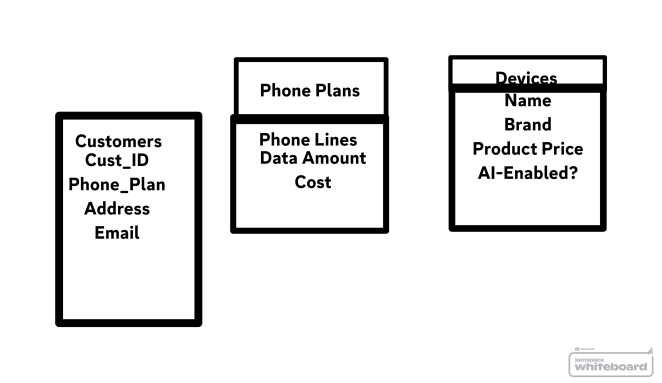 Customers
Cust_ID
Phone_Plan
Address
Email
Phone Plans
Phone Lines
Data Amount
Cost
Devices
Name
Brand
Product Price
AI-Enabled?
jamspace
whiteboard